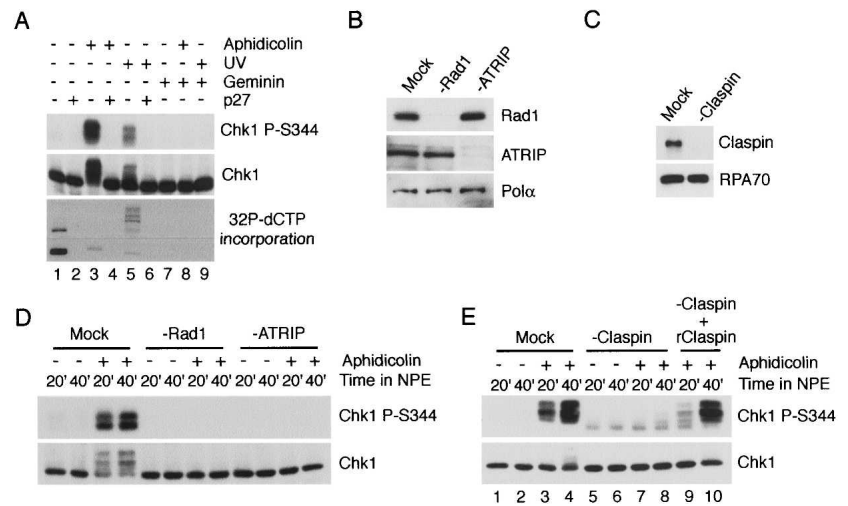 A
- - + + - - - + - Aphidicolin
- - - - + + - - + UV
- - - - - - + + + Geminin
- + - + - + - - - p27
Chk1 P-S344
Chk1
32P-dCTP
incorporation
1 2 3 4 5 6 7 8 9
B
Mock -Rad1 -ATRIP
Rad1
ATRIP
Polα
C
Mock -Claspin
Claspin
RPA70
D
Mock -Rad1 -ATRIP
- - + + - - + + - - + + Aphidicolin
20' 40' 20' 40' 20' 40' 20' 40' 20' 40' 20' 40' Time in NPE
Chk1 P-S344
Chk1
E
-Claspin
+
Mock -Claspin rClaspin
- - + + - - + + + + Aphidicolin
20' 40' 20' 40' 20' 40' 20' 40' 20' 40' Time in NPE
Chk1 P-S344
Chk1
1 2 3 4 5 6 7 8 9 10